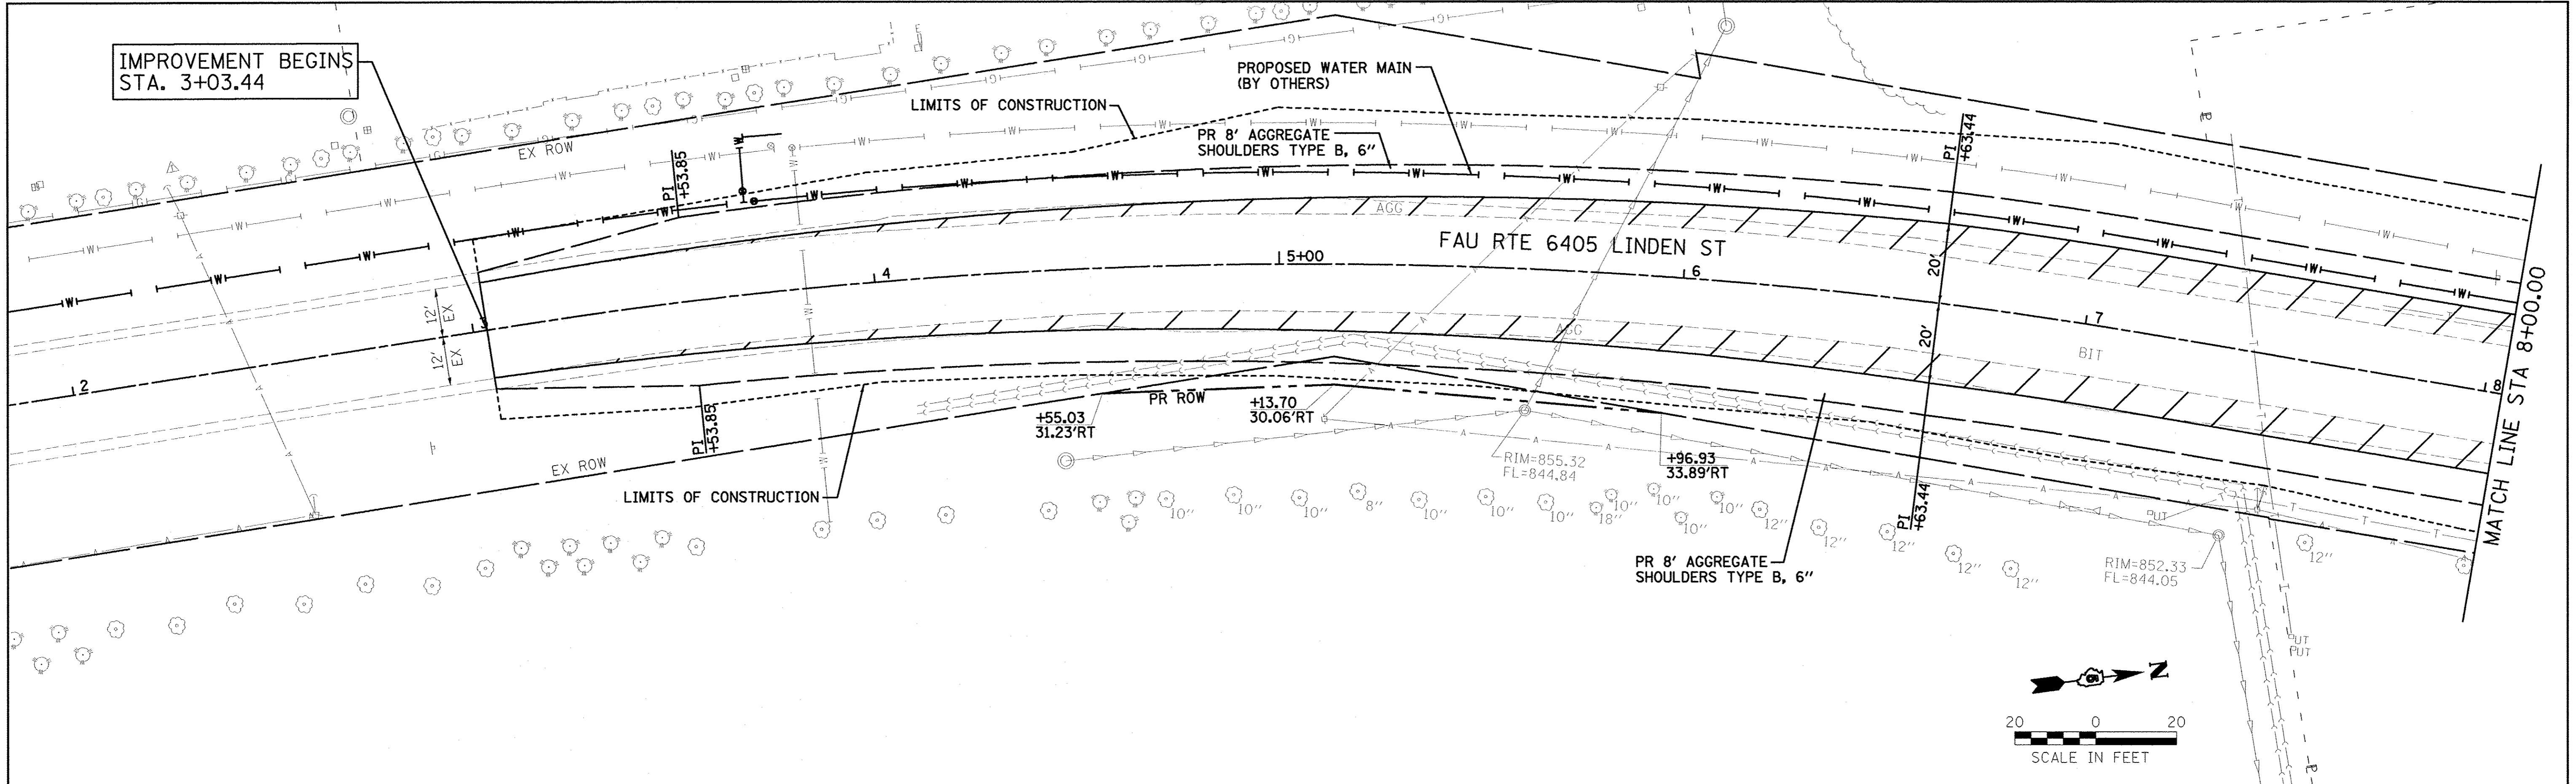 IMPROVEMENT BEGINS
STA. 3+03.44
EX ROW
PI
+53.85
LIMITS OF CONSTRUCTION
PROPOSED WATER MAIN
(BY OTHERS)
PR 8' AGGREGATE
SHOULDERS TYPE B, 6"
AGG
FAU RTE 6405 LINDEN ST
PI
+63.44
20'
20'
12'
EX
12'
EX
2
3
4
5+00
6
7
8
AGG
BIT
MATCH LINE STA 8+00.00
PI
+53.85
PR ROW
+55.03
31.23'RT
+13.70
30.06'RT
RIM=855.32
FL=844.84
+96.93
33.89'RT
EX ROW
LIMITS OF CONSTRUCTION
10"
10"
10"
8"
10"
10"
10"
18"
10"
10"
10"
10"
12"
12"
12"
12"
12"
12"
PI
+63.44
PR 8' AGGREGATE
SHOULDERS TYPE B, 6"
PUT
RIM=852.33
FL=844.05
PUT
PUT
N
20 0 20
SCALE IN FEET